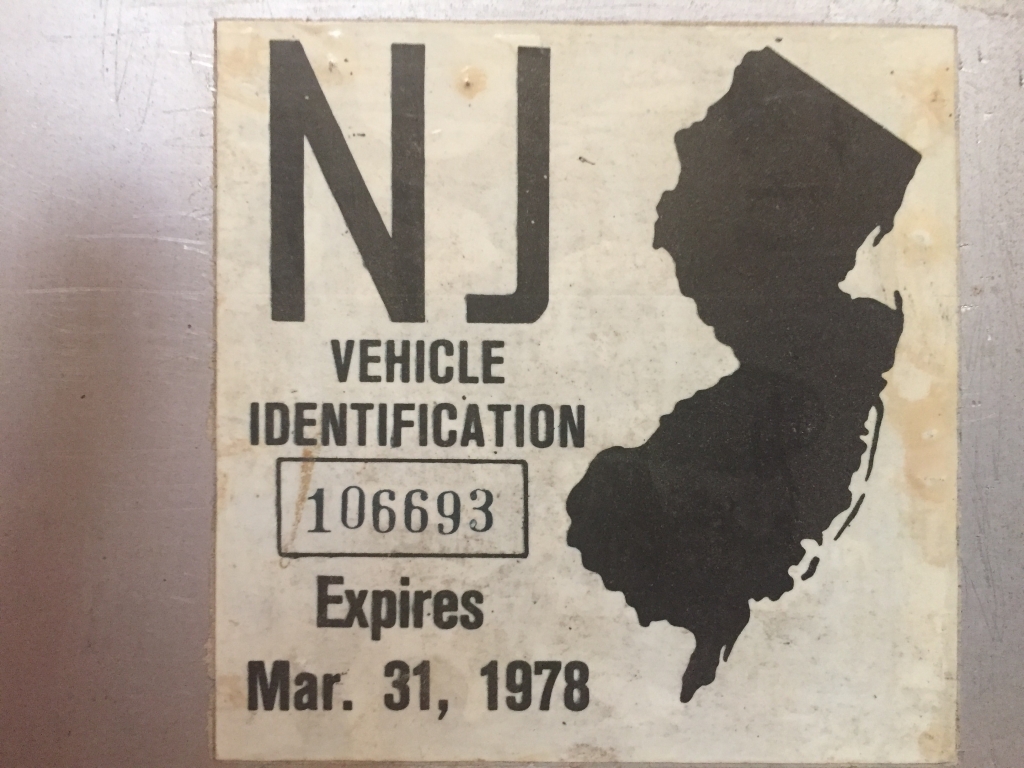 NJ
VEHICLE
IDENTIFICATION
106693
Expires
Mar. 31, 1978